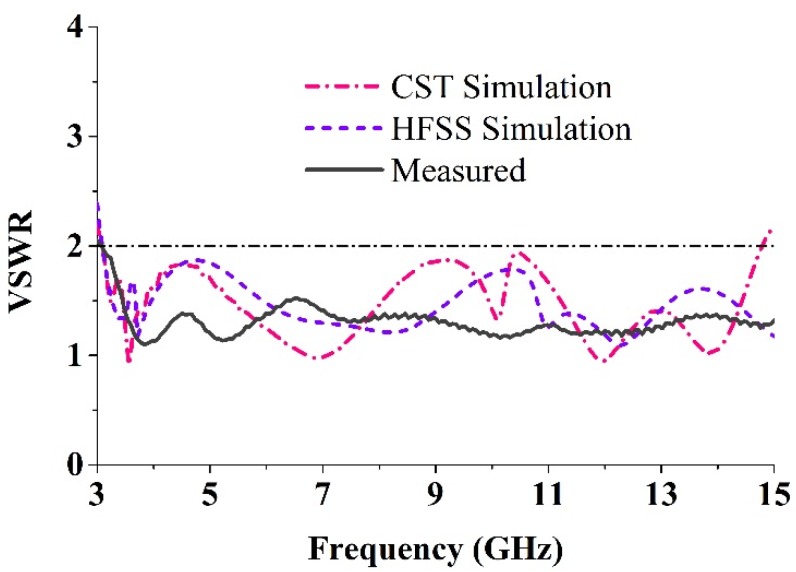 4
3
2
1
0
VSWR
CST Simulation
HFSS Simulation
Measured
3 5 7 9 11 13 15
Frequency (GHz)